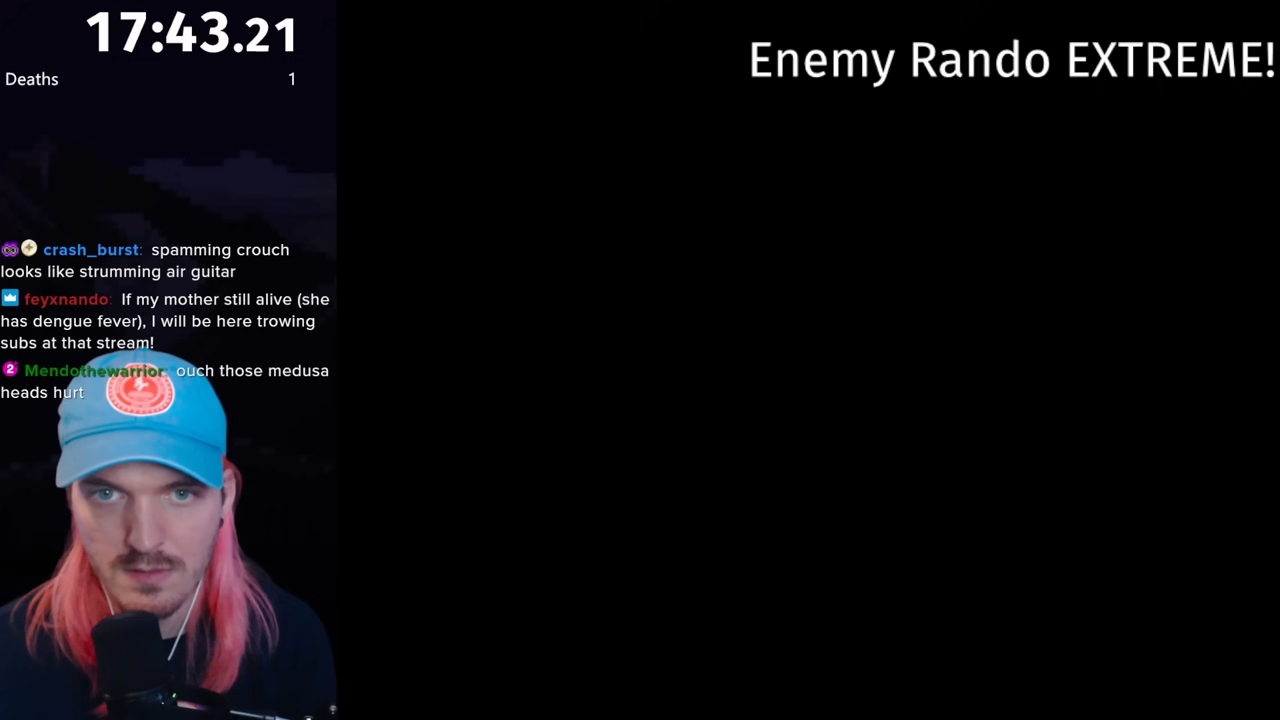 17:43.21
Deaths 1
Enemy Rando EXTREME!
crash_burst: spamming crouch
looks like strumming air guitar
feyxnando: If my mother still alive (she
has dengue fever), I will be here trowing
subs at that stream!
2 Mendothewarrior: ouch those medusa
heads hurt